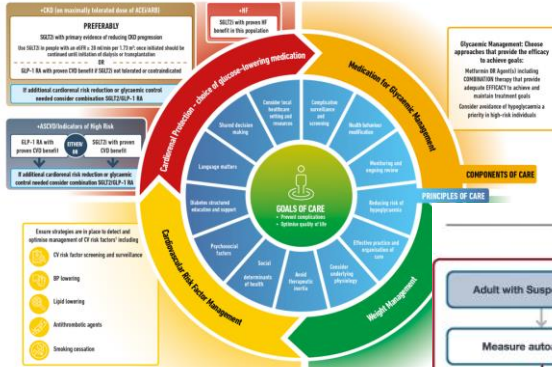 +CKD (on maximally tolerated dose of ACEi/ARB)
PREFERABLY
SGLT2i with primary evidence of reducing CKD progression
Use SGLT2i in people with an eGFR ≥ 20 ml/min per 1.73 m²; once initiated should be
continued until initiation of dialysis or transplantation
OR
GLP-1 RA with proven CVD benefit if SGLT2i not tolerated or contraindicated
If additional cardiorenal risk reduction or glycaemic control
needed consider combination SGLT2i/GLP-1 RA
+HF
SGLT2i with proven HF
benefit in this population
+ASCVD/Indicators of High Risk
GLP-1 RA with
proven CVD benefit
EITHER/
OR
SGLT2i with proven
CVD benefit
If additional cardiorenal risk reduction or glycaemic
control needed consider combination SGLT2i/GLP-1 RA
Ensure strategies are in place to detect and
optimise management of CV risk factors' including
CV risk factor screening and surveillance
BP lowering
Lipid lowering
Antithrombotic agents
Smoking cessation
Cardiorenal Protection - choice of glucose-lowering medication
Medication for Glycaemic Management
Cardiovascular Risk Factor Management
Weight Management
Consider local
healthcare
setting and
resources
Complication
surveillance
and
screening
Health behaviour
modification
Monitoring and
ongoing review
Reducing risk of
hypoglycaemia
Effective practice and
organisation of
care
Consider
underlying
physiology
Avoid
therapeutic
inertia
Social
determinants
of health
Psychosocial
factors
Diabetes structured
education and support
Language matters
Shared decision
making
GOALS OF CARE
• Prevent complications
• Optimise quality of life
Glycaemic Management: Choose
approaches that provide the efficacy
to achieve goals:
Metformin OR Agent(s) including
COMBINATION therapy that provide
adequate EFFICACY to achieve and
maintain treatment goals
Consider avoidance of hypoglycaemia
a priority in high-risk individuals
COMPONENTS OF CARE
PRINCIPLES OF CARE
Adult with Suspe
Measure autoa